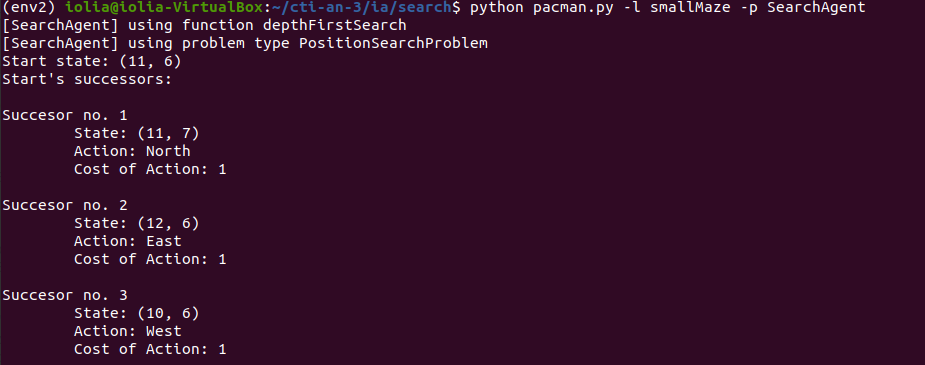 (env2) iolia@iolia-VirtualBox:~/cti-an-3/ia/search$ python pacman.py -l smallMaze -p SearchAgent
[SearchAgent] using function depthFirstSearch
[SearchAgent] using problem type PositionSearchProblem
Start state: (11, 6)
Start's successors:
Succesor no. 1
State: (11, 7)
Action: North
Cost of Action: 1
Succesor no. 2
State: (12, 6)
Action: East
Cost of Action: 1
Succesor no. 3
State: (10, 6)
Action: West
Cost of Action: 1